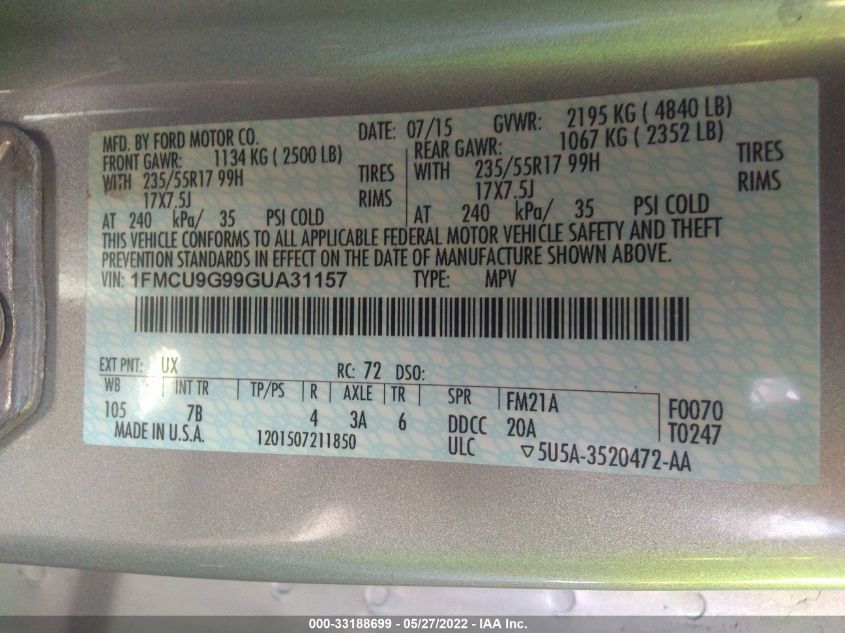 MFD. BY FORD MOTOR CO. DATE: 07/15 GVWR: 2195 KG ( 4840 LB)
FRONT GAWR: 1134 KG ( 2500 LB) REAR GAWR: 1067 KG ( 2352 LB)
WITH 235/55R17 99H TIRES WITH 235/55R17 99H TIRES
17X7.5J RIMS 17X7.5J RIMS
AT 240 kPa/ 35 PSI COLD AT 240 kPa/ 35 PSI COLD
THIS VEHICLE CONFORMS TO ALL APPLICABLE FEDERAL MOTOR VEHICLE SAFETY AND THEFT
PREVENTION STANDARDS IN EFFECT ON THE DATE OF MANUFACTURE SHOWN ABOVE.
VIN: 1FMCU9G99GUA31157 TYPE: MPV
EXT PNT: UX RC: 72 DSO:
WB INT TR TP/PS R AXLE TR SPR FM21A F0070
105 7B 4 3A 6 DDCC 20A T0247
MADE IN U.S.A. 1201507211850 ULC ▽5U5A-3520472-AA
000-33188699 - 05/27/2022 - IAA Inc.